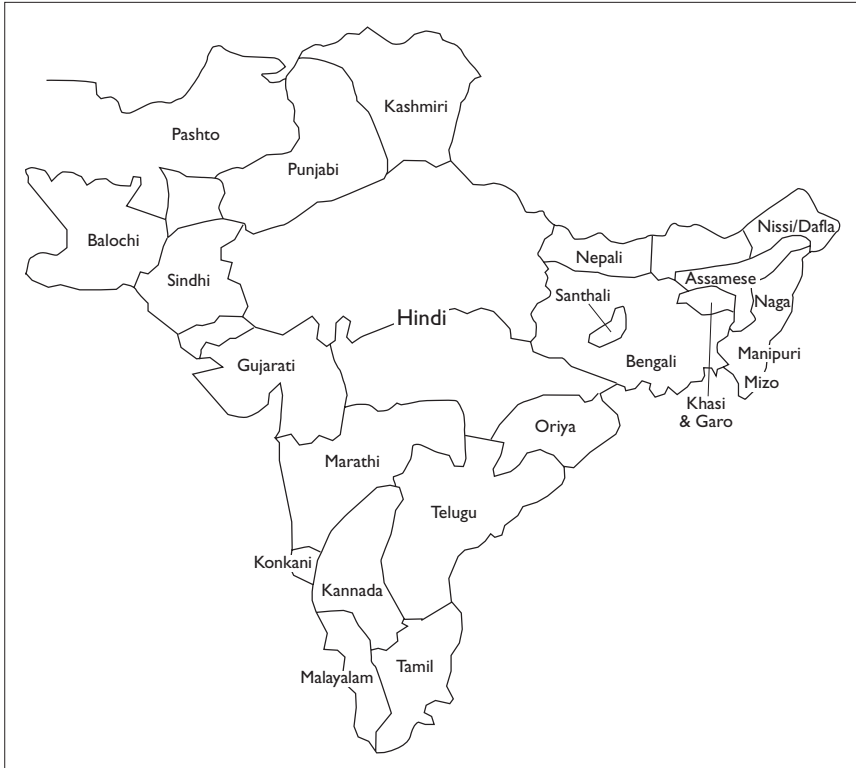 Kashmiri
Pashto
Punjabi
Nissi/Dafla
Balochi
Nepali
Sindhi
Assamese
Santhali
Naga
Hindi
Manipuri
Gujarati
Bengali
Mizo
Khasi
& Garo
Oriya
Marathi
Telugu
Konkani
Kannada
Tamil
Malayalam